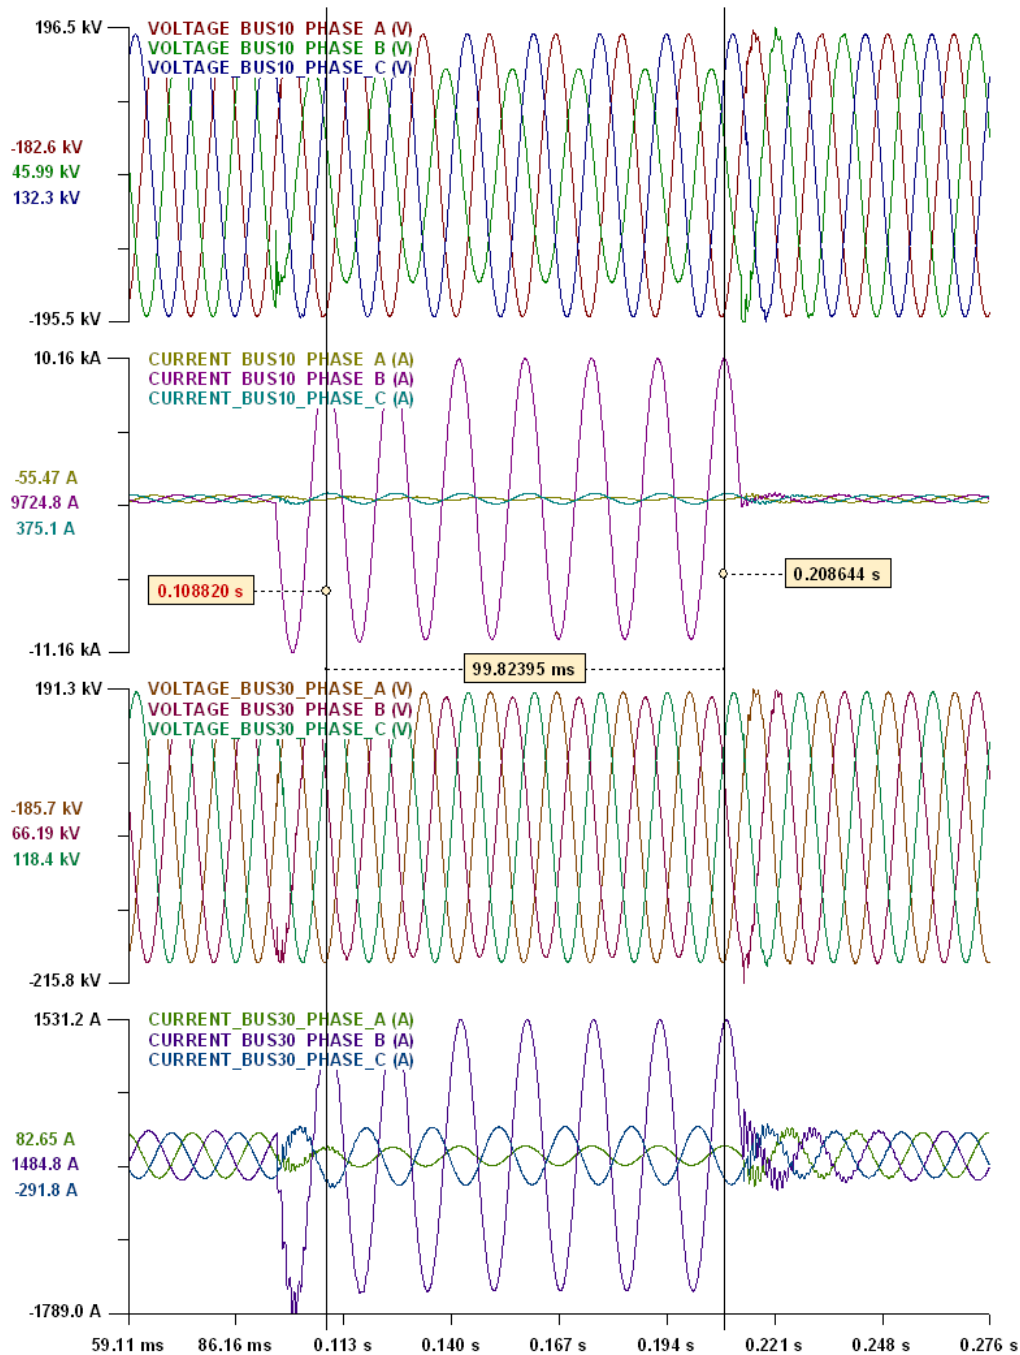 196.5 kV
VOLTAGE_BUS10_PHASE_A (V)
VOLTAGE_BUS10_PHASE_B (V)
VOLTAGE_BUS10_PHASE_C (V)
-182.6 kV
45.99 kV
132.3 kV
-195.5 kV
10.16 kA
CURRENT_BUS10_PHASE_A (A)
CURRENT_BUS10_PHASE_B (A)
CURRENT_BUS10_PHASE_C (A)
-55.47 A
9724.8 A
375.1 A
0.108820 s
0.208644 s
-11.16 kA
99.82395 ms
191.3 kV
VOLTAGE_BUS30_PHASE_A (V)
VOLTAGE_BUS30_PHASE_B (V)
VOLTAGE_BUS30_PHASE_C (V)
-185.7 kV
66.19 kV
118.4 kV
-215.8 kV
1531.2 A
CURRENT_BUS30_PHASE_A (A)
CURRENT_BUS30_PHASE_B (A)
CURRENT_BUS30_PHASE_C (A)
82.65 A
1484.8 A
-291.8 A
-1789.0 A
59.11 ms 86.16 ms 0.113 s 0.140 s 0.167 s 0.194 s 0.221 s 0.248 s 0.276 s